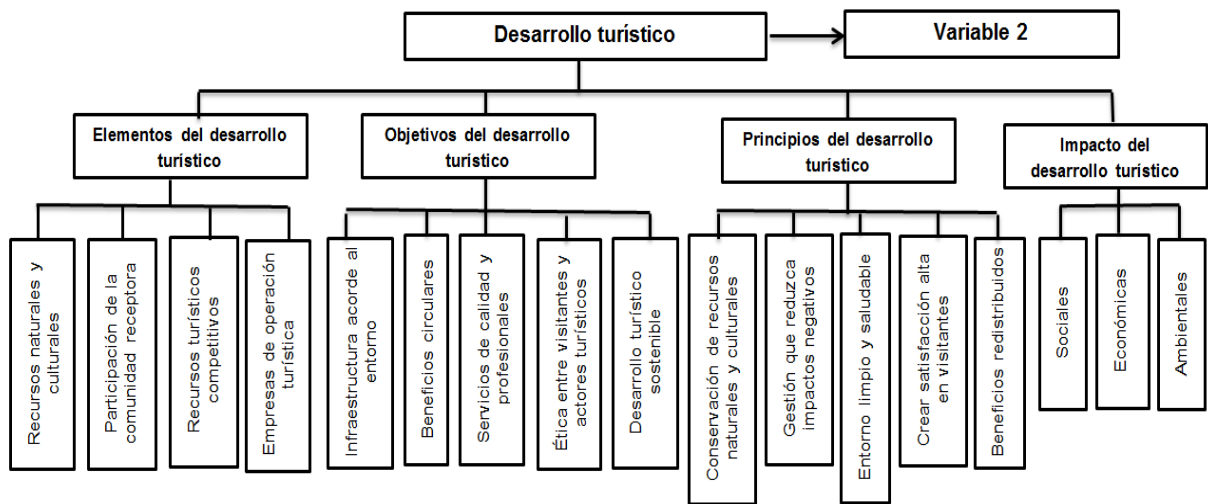 Desarrollo turístico
Variable 2
Elementos del desarrollo
turístico
Objetivos del desarrollo
turístico
Principios del desarrollo
turístico
Impacto del
desarrollo turístico
Recursos naturales y
culturales
Participación de la
comunidad receptora
Recursos turísticos
competitivos
Empresas de operación
turística
Infraestructura acorde al
entorno
Beneficios circulares
Servicios de calidad y
profesionales
Ética entre visitantes y
actores turísticos
Desarrollo turístico
sostenible
Conservación de recursos
naturales y culturales
Gestión que reduzca
impactos negativos
Entorno limpio y saludable
Crear satisfacción alta
en visitantes
Beneficios redistribuidos
Sociales
Económicas
Ambientales